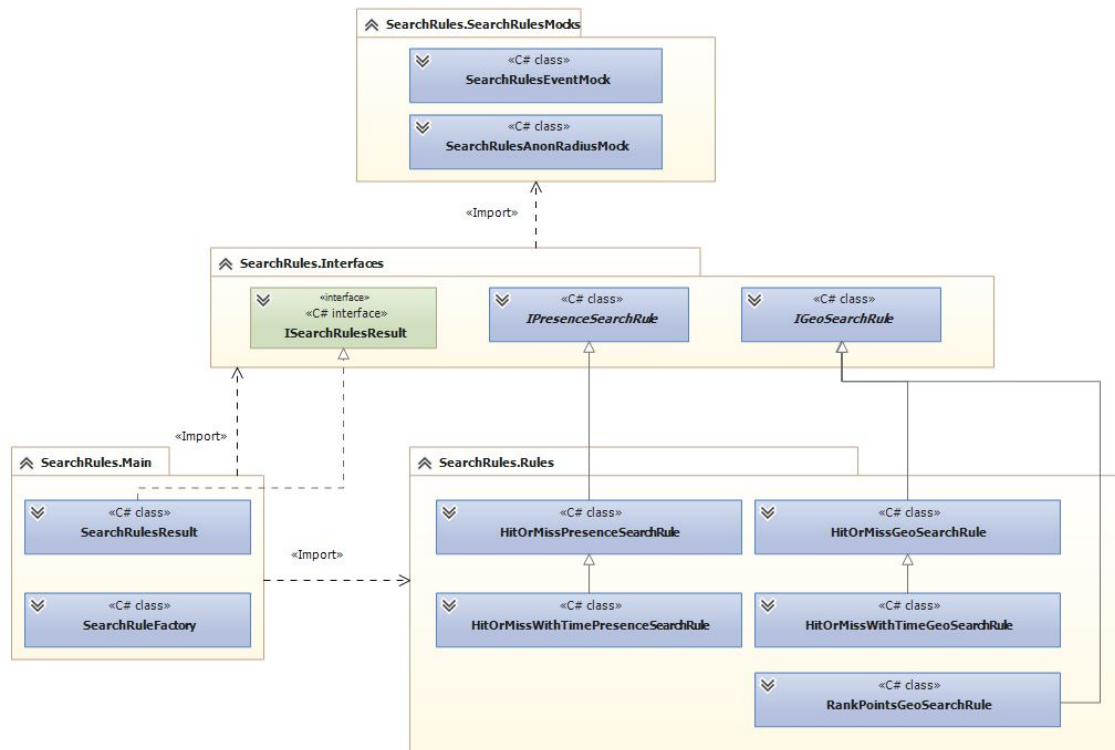 SearchRules.SearchRulesMocks
«C# class»
SearchRulesEventMock
«C# class»
SearchRulesAnonRadiusMock
«Import»
SearchRules.Interfaces
«interface»
«C# interface»
ISearchRulesResult
«C# class»
IPresenceSearchRule
«C# class»
IGeoSearchRule
«Import»
SearchRules.Main
«C# class»
SearchRulesResult
«C# class»
SearchRuleFactory
«Import»
SearchRules.Rules
«C# class»
HitOrMissPresenceSearchRule
«C# class»
HitOrMissGeoSearchRule
«C# class»
HitOrMissWithTimePresenceSearchRule
«C# class»
HitOrMissWithTimeGeoSearchRule
«C# class»
RankPointsGeoSearchRule